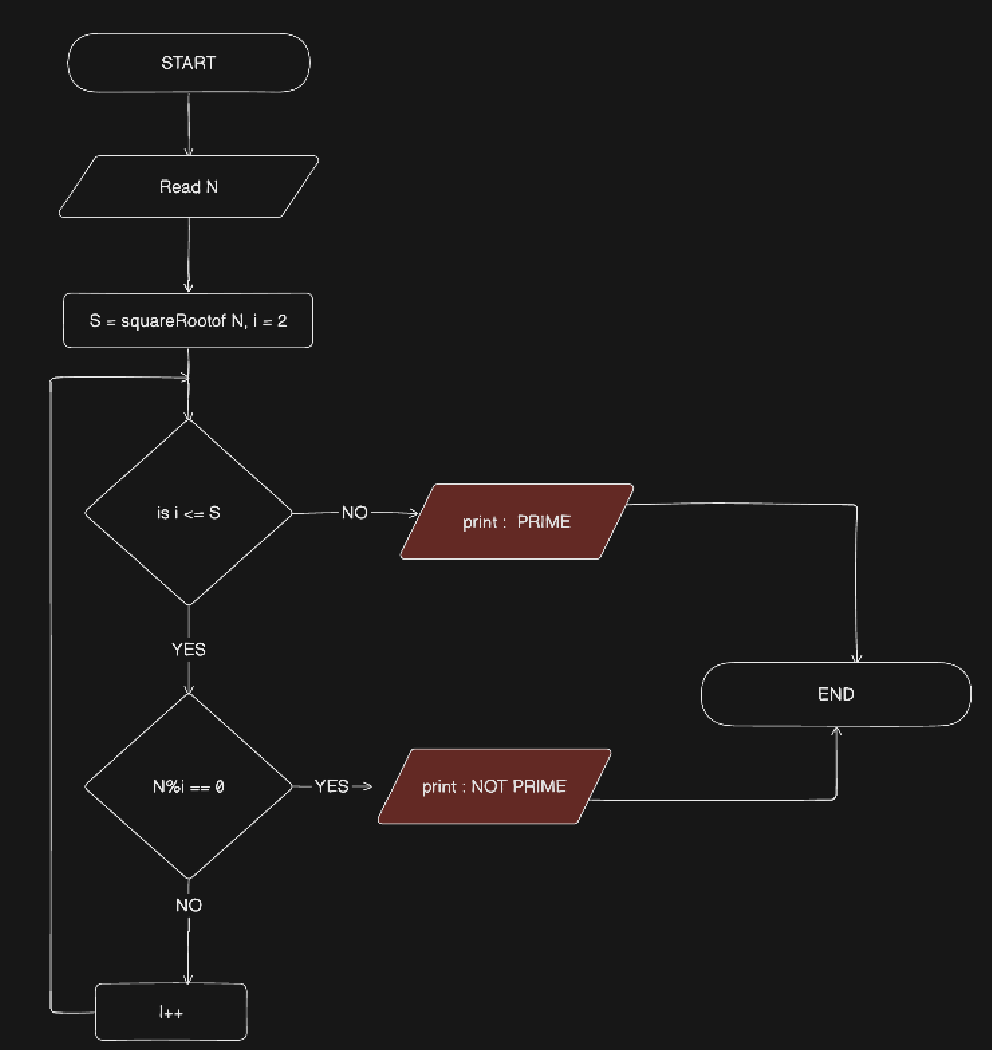 START
Read N
S = squareRootof N, i = 2
is i <= S
NO
print :  PRIME
YES
END
N%i == 0
YES
print : NOT PRIME
NO
i++